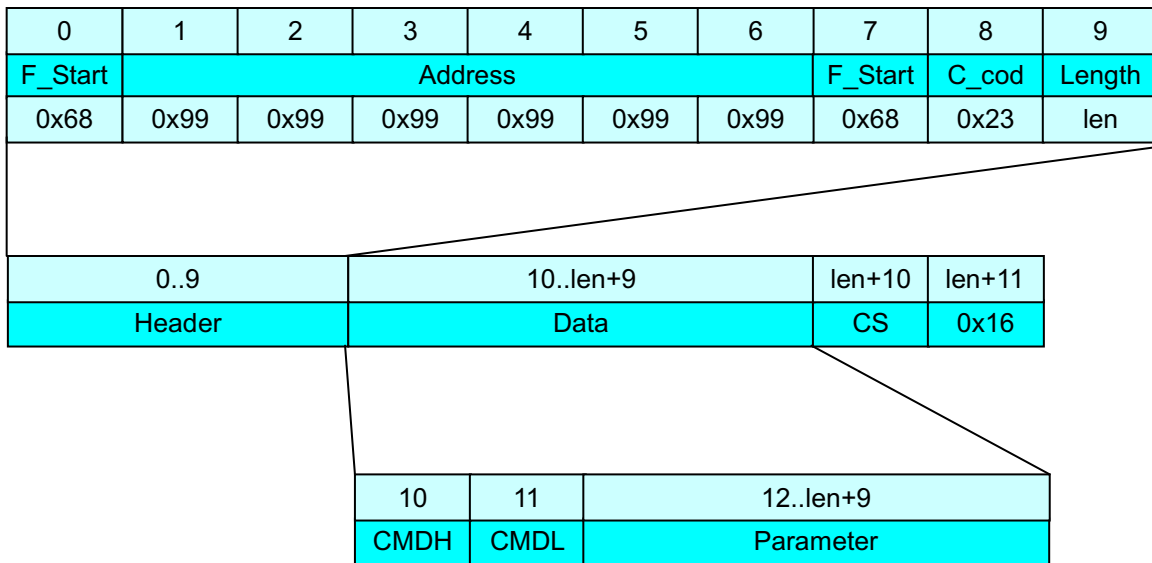 0 1 2 3 4 5 6 7 8 9
F_Start Address F_Start C_cod Length
0x68 0x99 0x99 0x99 0x99 0x99 0x99 0x68 0x23 len
0..9 10..len+9 len+10 len+11
Header Data CS 0x16
10 11 12..len+9
CMDH CMDL Parameter